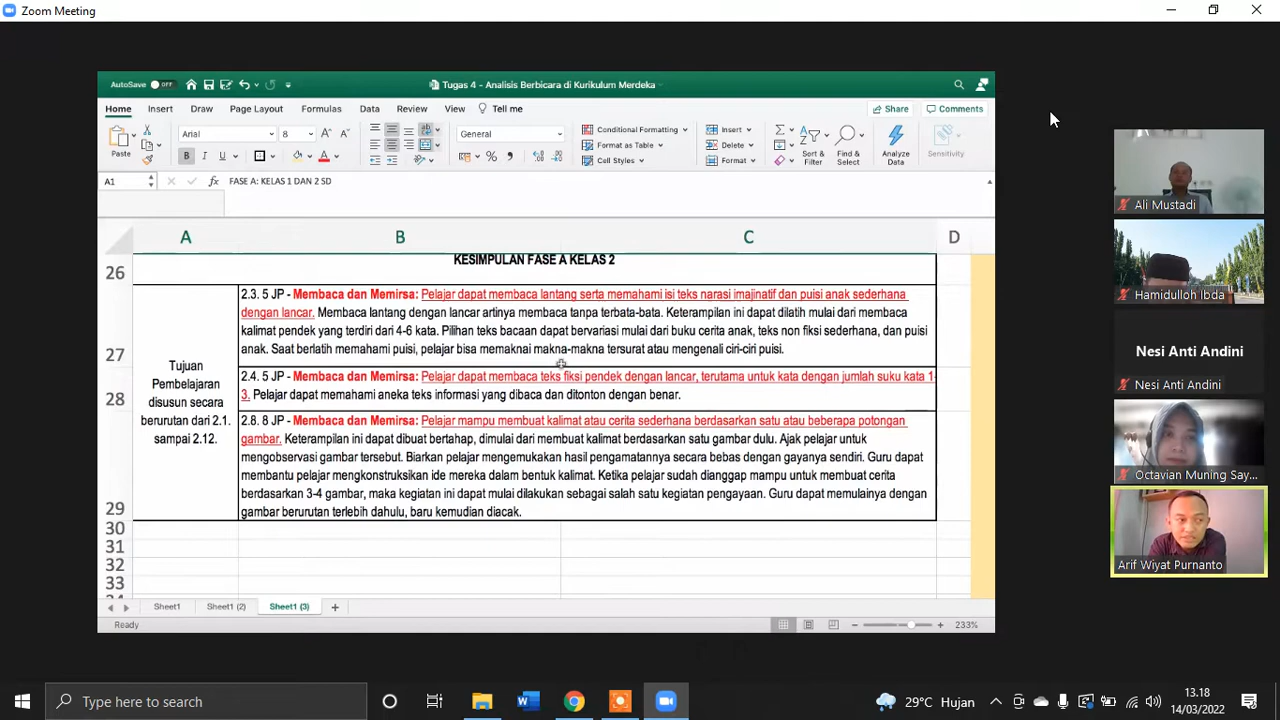 Zoom Meeting
AutoSave OFF
Tugas 4 - Analisis Berbicara di Kurikulum Merdeka
Home Insert Draw Page Layout Formulas Data Review View Tell me
Share Comments
Paste
Arial 8
B I U
General
Conditional Formatting
Format as Table
Cell Styles
Insert
Delete
Format
Sort &
Filter
Find &
Select
Analyze
Data
Sensitivity
A1 fx FASE A: KELAS 1 DAN 2 SD
A B C D
26 KESIMPULAN FASE A KELAS 2
27
28
29
30
31
32
33
Tujuan
Pembelajaran
disusun secara
berurutan dari 2.1.
sampai 2.12.
2.3. 5 JP - Membaca dan Memirsa: Pelajar dapat membaca lantang serta memahami isi teks narasi imajinatif dan puisi anak sederhana
dengan lancar. Membaca lantang dengan lancar artinya membaca tanpa terbata-bata. Keterampilan ini dapat dilatih mulai dari membaca
kalimat pendek yang terdiri dari 4-6 kata. Pilihan teks bacaan dapat bervariasi mulai dari buku cerita anak, teks non fiksi sederhana, dan puisi
anak. Saat berlatih memahami puisi, pelajar bisa memaknai makna-makna tersurat atau mengenali ciri-ciri puisi.
2.4. 5 JP - Membaca dan Memirsa: Pelajar dapat membaca teks fiksi pendek dengan lancar, terutama untuk kata dengan jumlah suku kata 1-
3. Pelajar dapat memahami aneka teks informasi yang dibaca dan ditonton dengan benar.
2.8. 8 JP - Membaca dan Memirsa: Pelajar mampu membuat kalimat atau cerita sederhana berdasarkan satu atau beberapa potongan
gambar. Keterampilan ini dapat dibuat bertahap, dimulai dari membuat kalimat berdasarkan satu gambar dulu. Ajak pelajar untuk
mengobservasi gambar tersebut. Biarkan pelajar mengemukakan hasil pengamatannya secara bebas dengan gayanya sendiri. Guru dapat
membantu pelajar mengkonstruksikan ide mereka dalam bentuk kalimat. Ketika pelajar sudah dianggap mampu untuk membuat cerita
berdasarkan 3-4 gambar, maka kegiatan ini dapat mulai dilakukan sebagai salah satu kegiatan pengayaan. Guru dapat memulainya dengan
gambar berurutan terlebih dahulu, baru kemudian diacak.
Sheet1 Sheet1 (2) Sheet1 (3) +
Ready
233%
Ali Mustadi
Hamidulloh Ibda
Nesi Anti Andini
Nesi Anti Andini
Octavian Muning Say...
Arif Wiyat Purnanto
Type here to search
29°C Hujan
13.18
14/03/2022